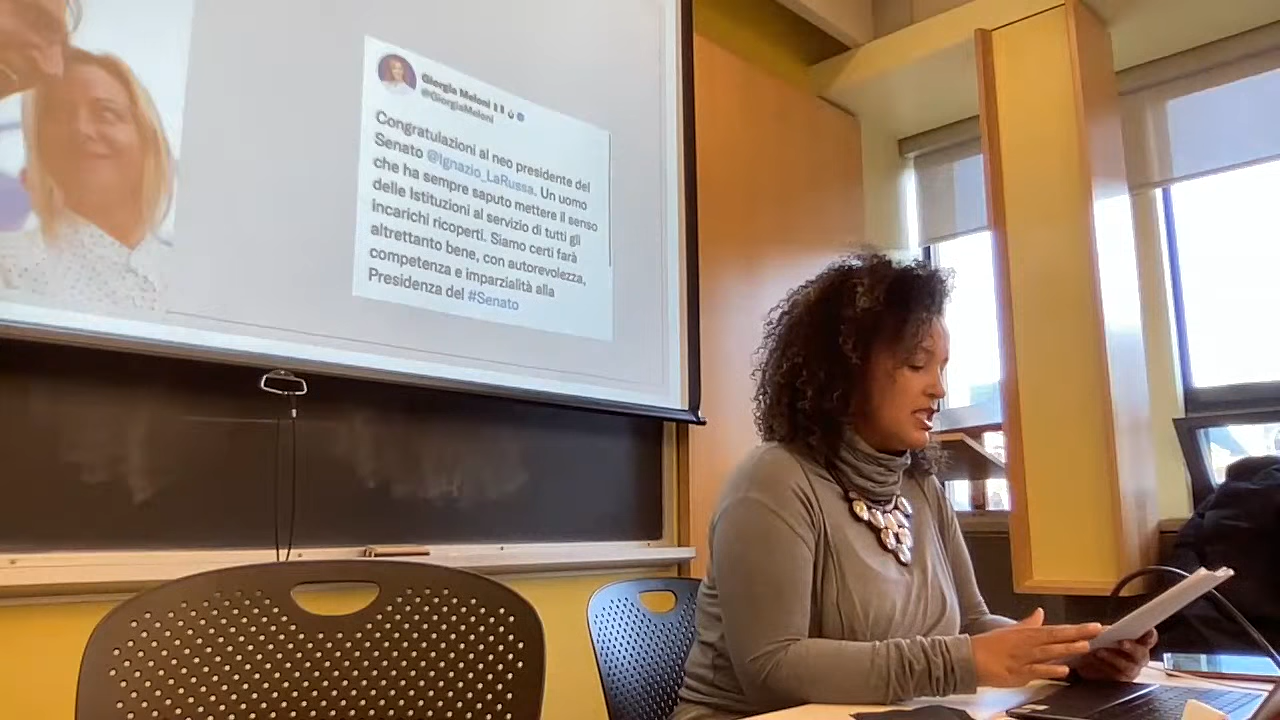 Giorgia Meloni
@GiorgiaMeloni
Congratulazioni al neo presidente del
Senato @Ignazio_LaRussa. Un uomo
che ha sempre saputo mettere il senso
delle Istituzioni al servizio di tutti gli
incarichi ricoperti. Siamo certi farà
altrettanto bene, con autorevolezza,
competenza e imparzialità alla
Presidenza del #Senato